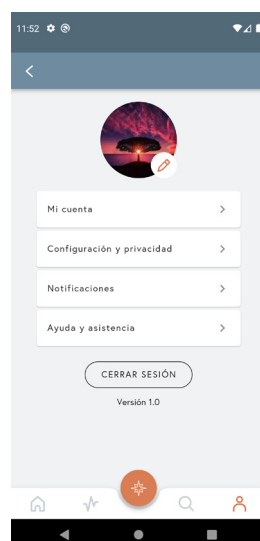 11:52
Mi cuenta
Configuración y privacidad
Notificaciones
Ayuda y asistencia
CERRAR SESIÓN
Versión 1.0